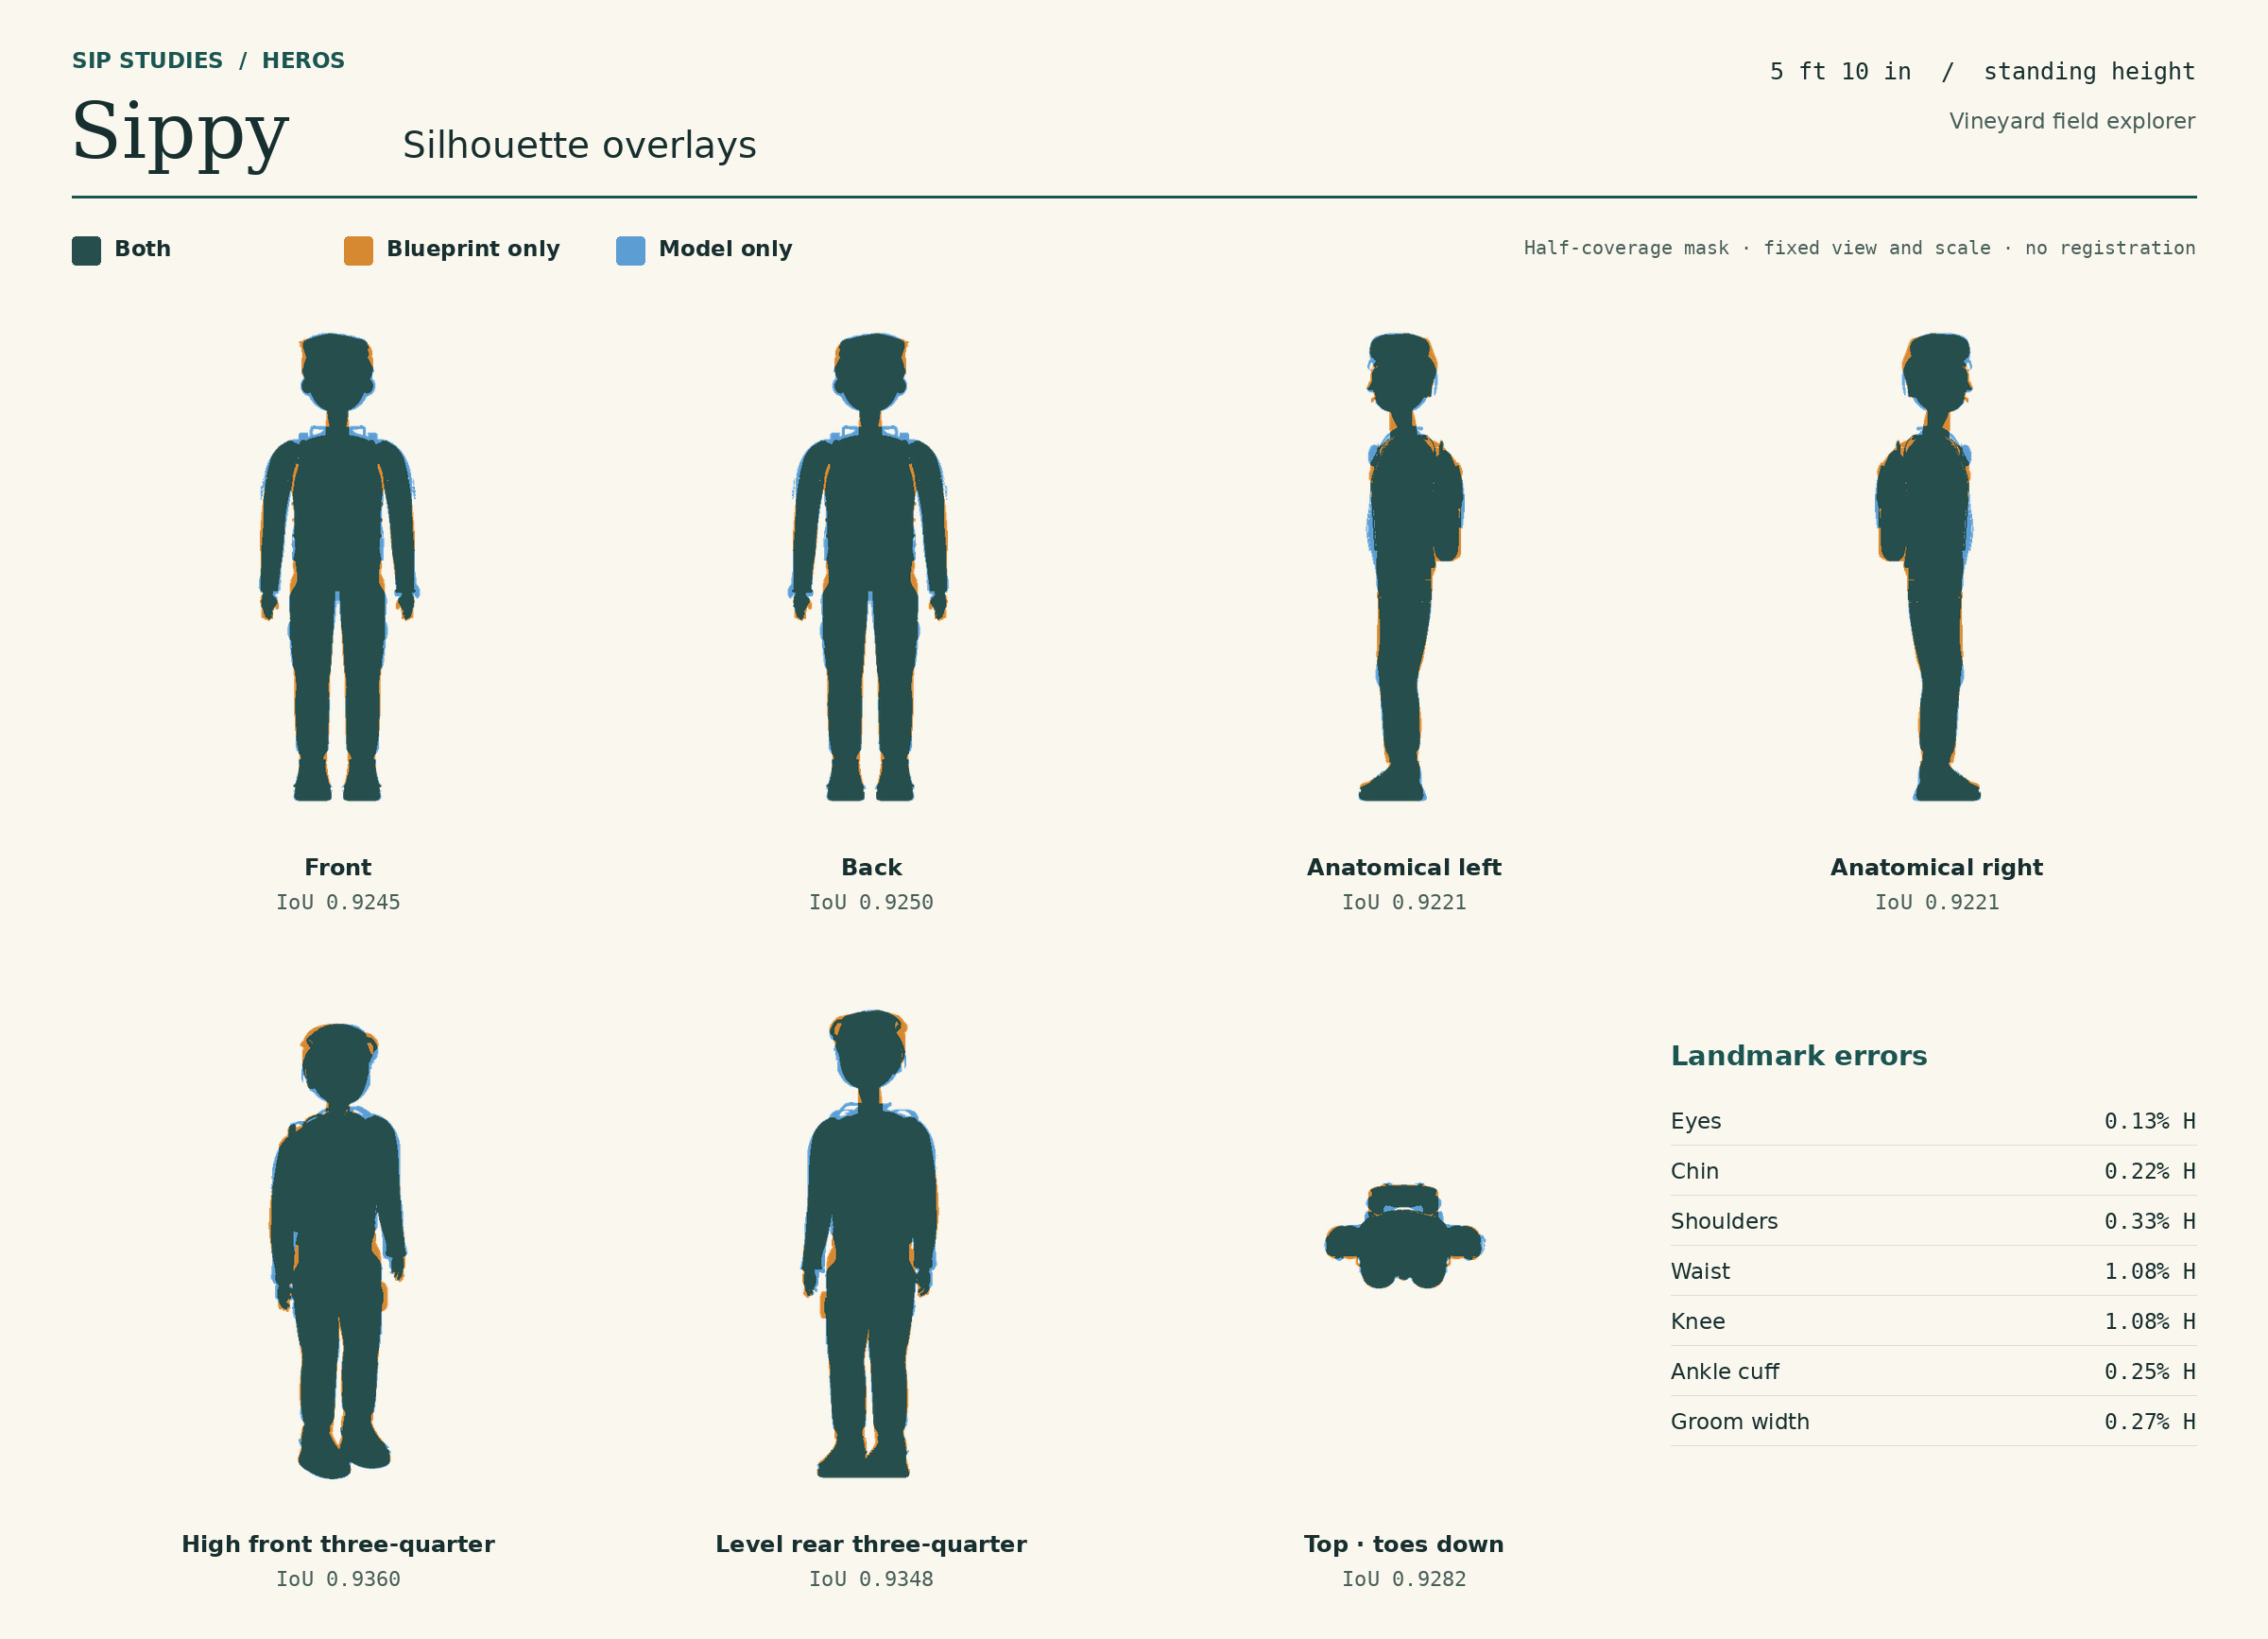 SIP STUDIES / HEROS
5 ft 10 in / standing height
Sippy
Silhouette overlays
Vineyard field explorer
Both
Blueprint only
Model only
Half-coverage mask · fixed view and scale · no registration
Front
IoU 0.9245
Back
IoU 0.9250
Anatomical left
IoU 0.9221
Anatomical right
IoU 0.9221
High front three-quarter
IoU 0.9360
Level rear three-quarter
IoU 0.9348
Top · toes down
IoU 0.9282
Landmark errors
Eyes 0.13% H
Chin 0.22% H
Shoulders 0.33% H
Waist 1.08% H
Knee 1.08% H
Ankle cuff 0.25% H
Groom width 0.27% H